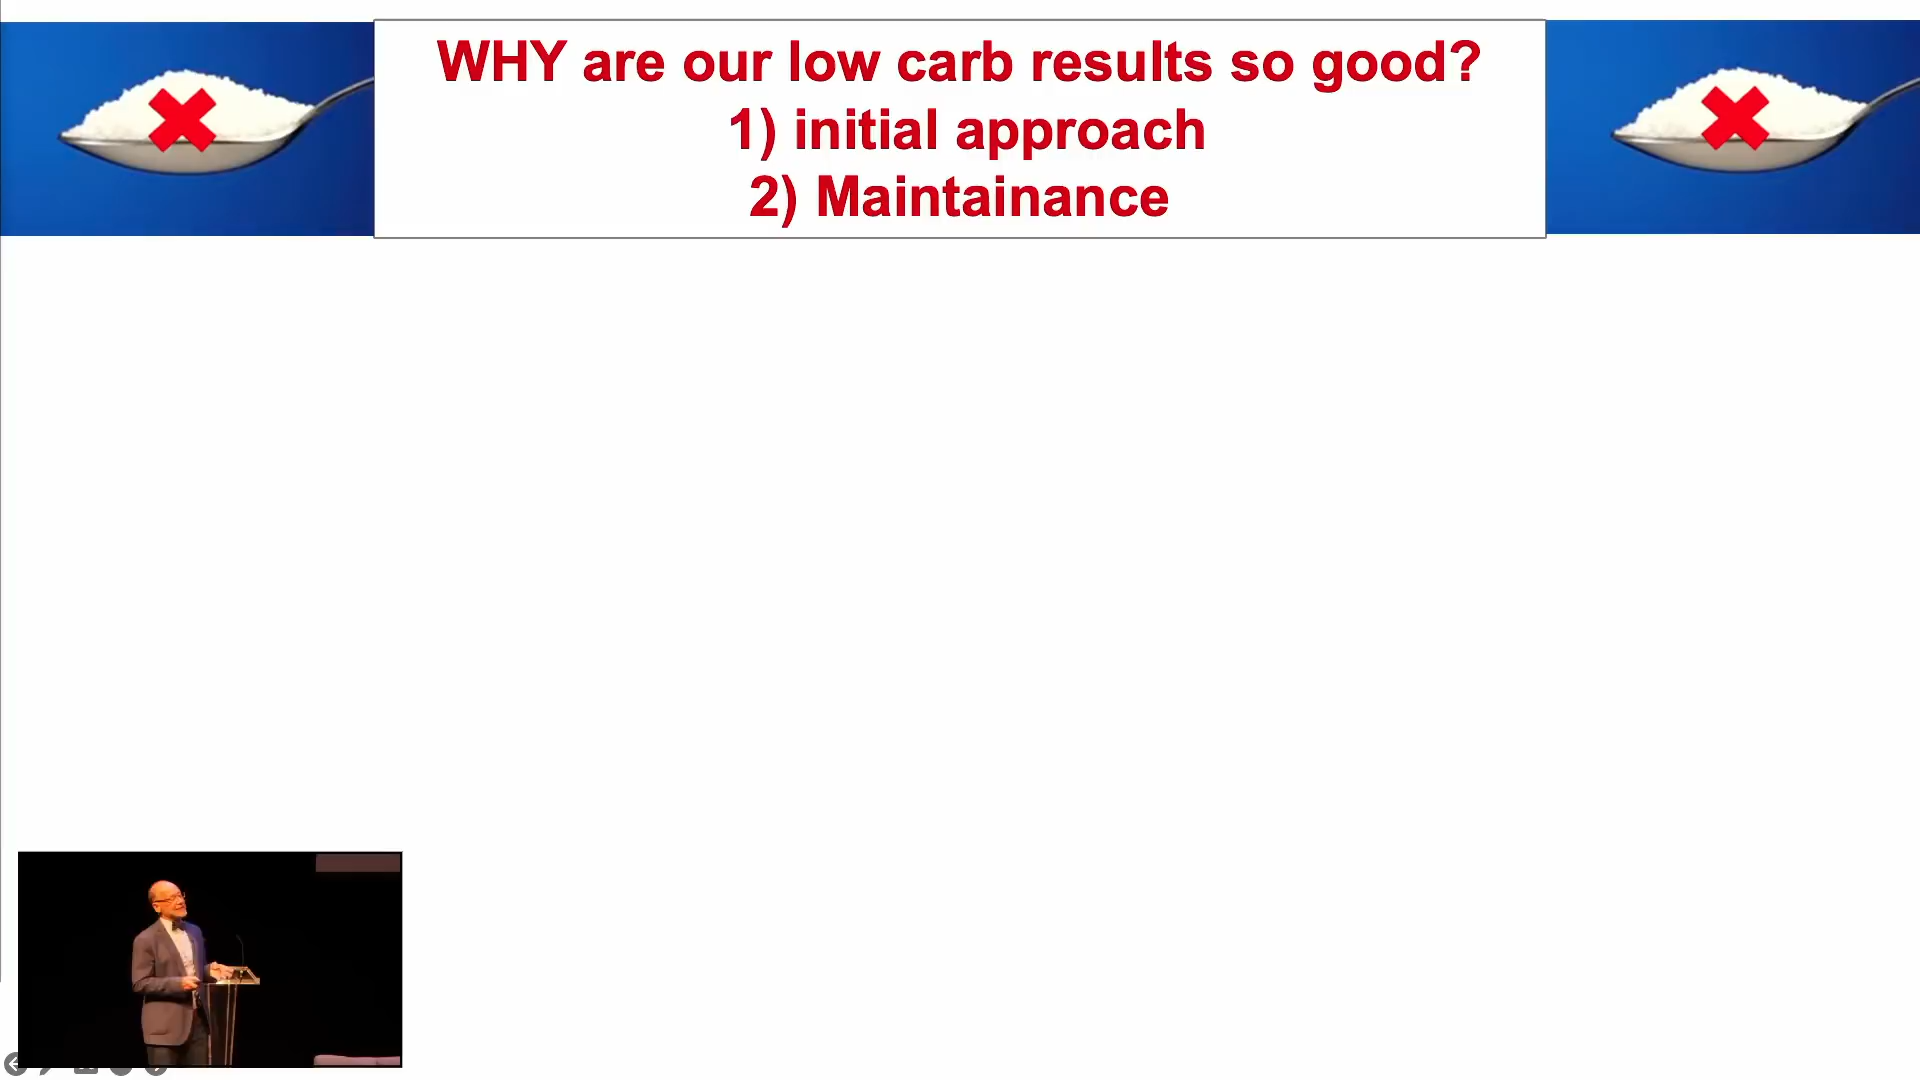 WHY are our low carb results so good?
1) initial approach
2) Maintainance